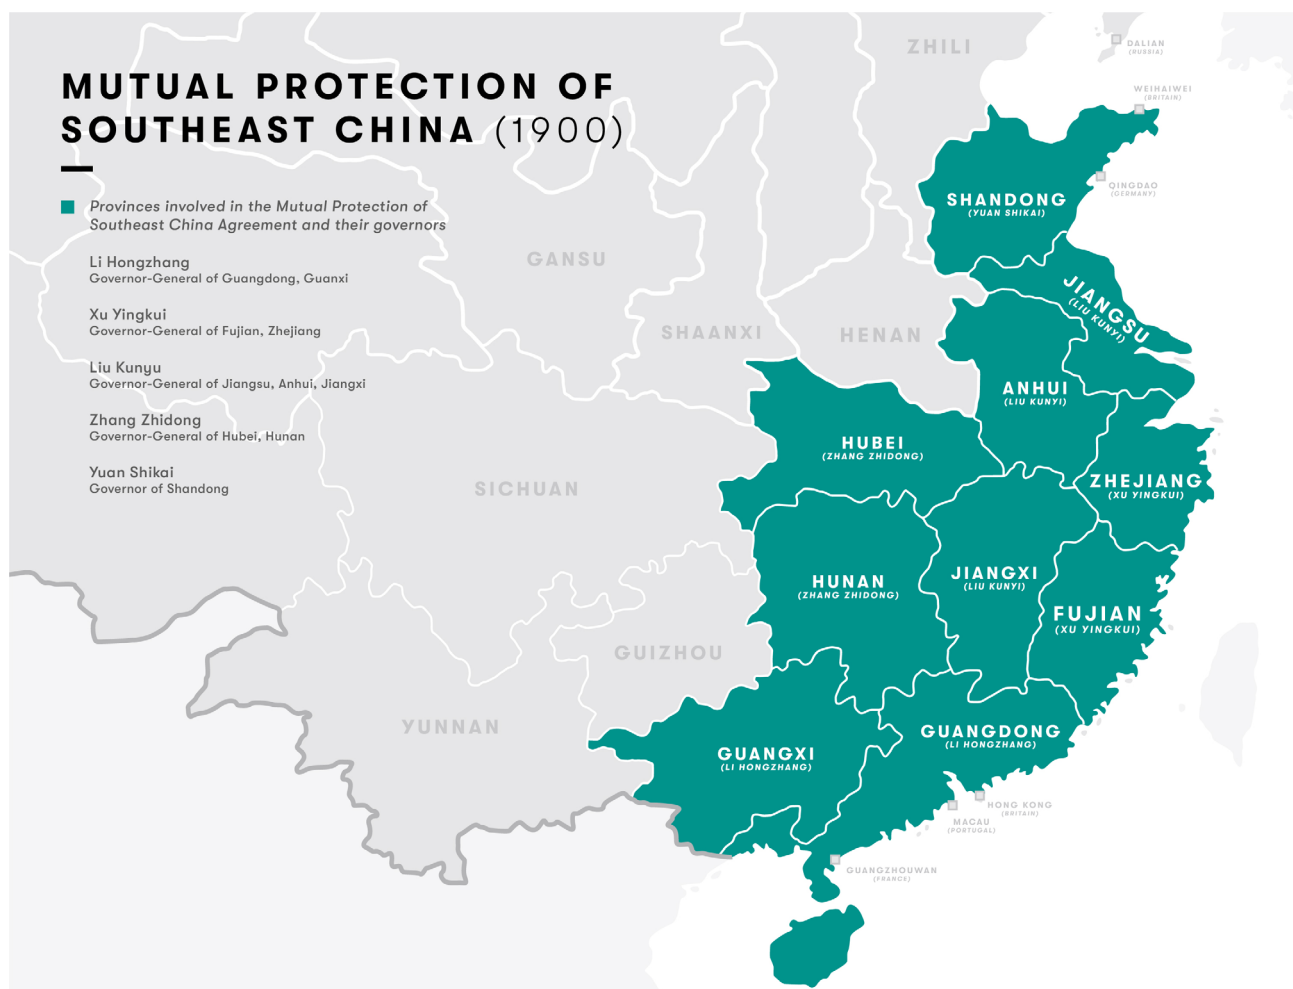 MUTUAL PROTECTION OF
SOUTHEAST CHINA (1900)
Provinces involved in the Mutual Protection of
Southeast China Agreement and their governors
Li Hongzhang
Governor-General of Guangdong, Guanxi
Xu Yingkui
Governor-General of Fujian, Zhejiang
Liu Kunyu
Governor-General of Jiangsu, Anhui, Jiangxi
Zhang Zhidong
Governor-General of Hubei, Hunan
Yuan Shikai
Governor of Shandong
ZHILI
DALIAN
(RUSSIA)
WEIHAIWEI
(BRITAIN)
QINGDAO
(GERMANY)
SHANDONG
(YUAN SHIKAI)
GANSU
JIANGSU
(LIU KUNYI)
SHAANXI
HENAN
ANHUI
(LIU KUNYI)
HUBEI
(ZHANG ZHIDONG)
SICHUAN
ZHEJIANG
(XU YINGKUI)
HUNAN
(ZHANG ZHIDONG)
JIANGXI
(LIU KUNYI)
FUJIAN
(XU YINGKUI)
GUIZHOU
YUNNAN
GUANGXI
(LI HONGZHANG)
GUANGDONG
(LI HONGZHANG)
HONG KONG
(BRITAIN)
MACAU
(PORTUGAL)
GUANGZHOUWAN
(FRANCE)